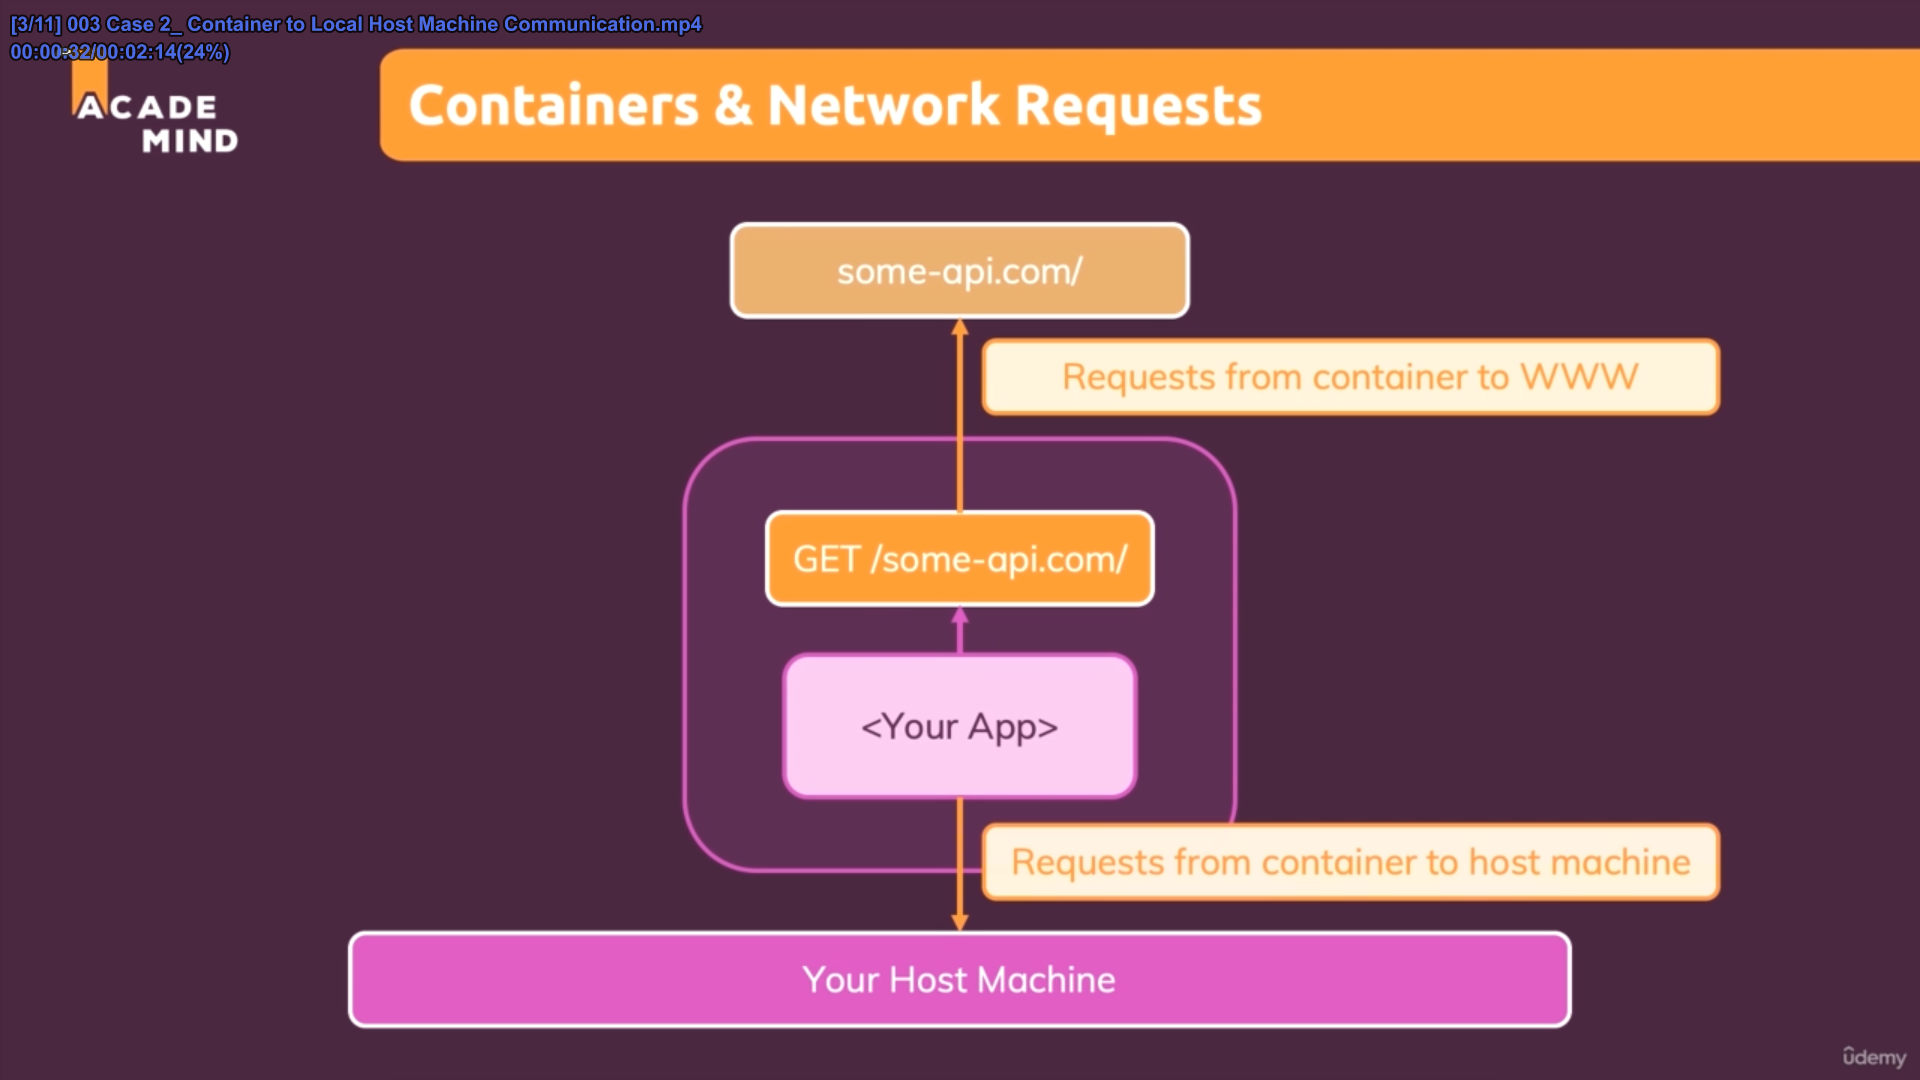 [3/11] 003 Case 2_ Container to Local Host Machine Communication.mp4
00:00:32/00:02:14(24%)
ACADE
MIND
Containers & Network Requests
some-api.com/
Requests from container to WWW
GET /some-api.com/
<Your App>
Requests from container to host machine
Your Host Machine
ûdemy